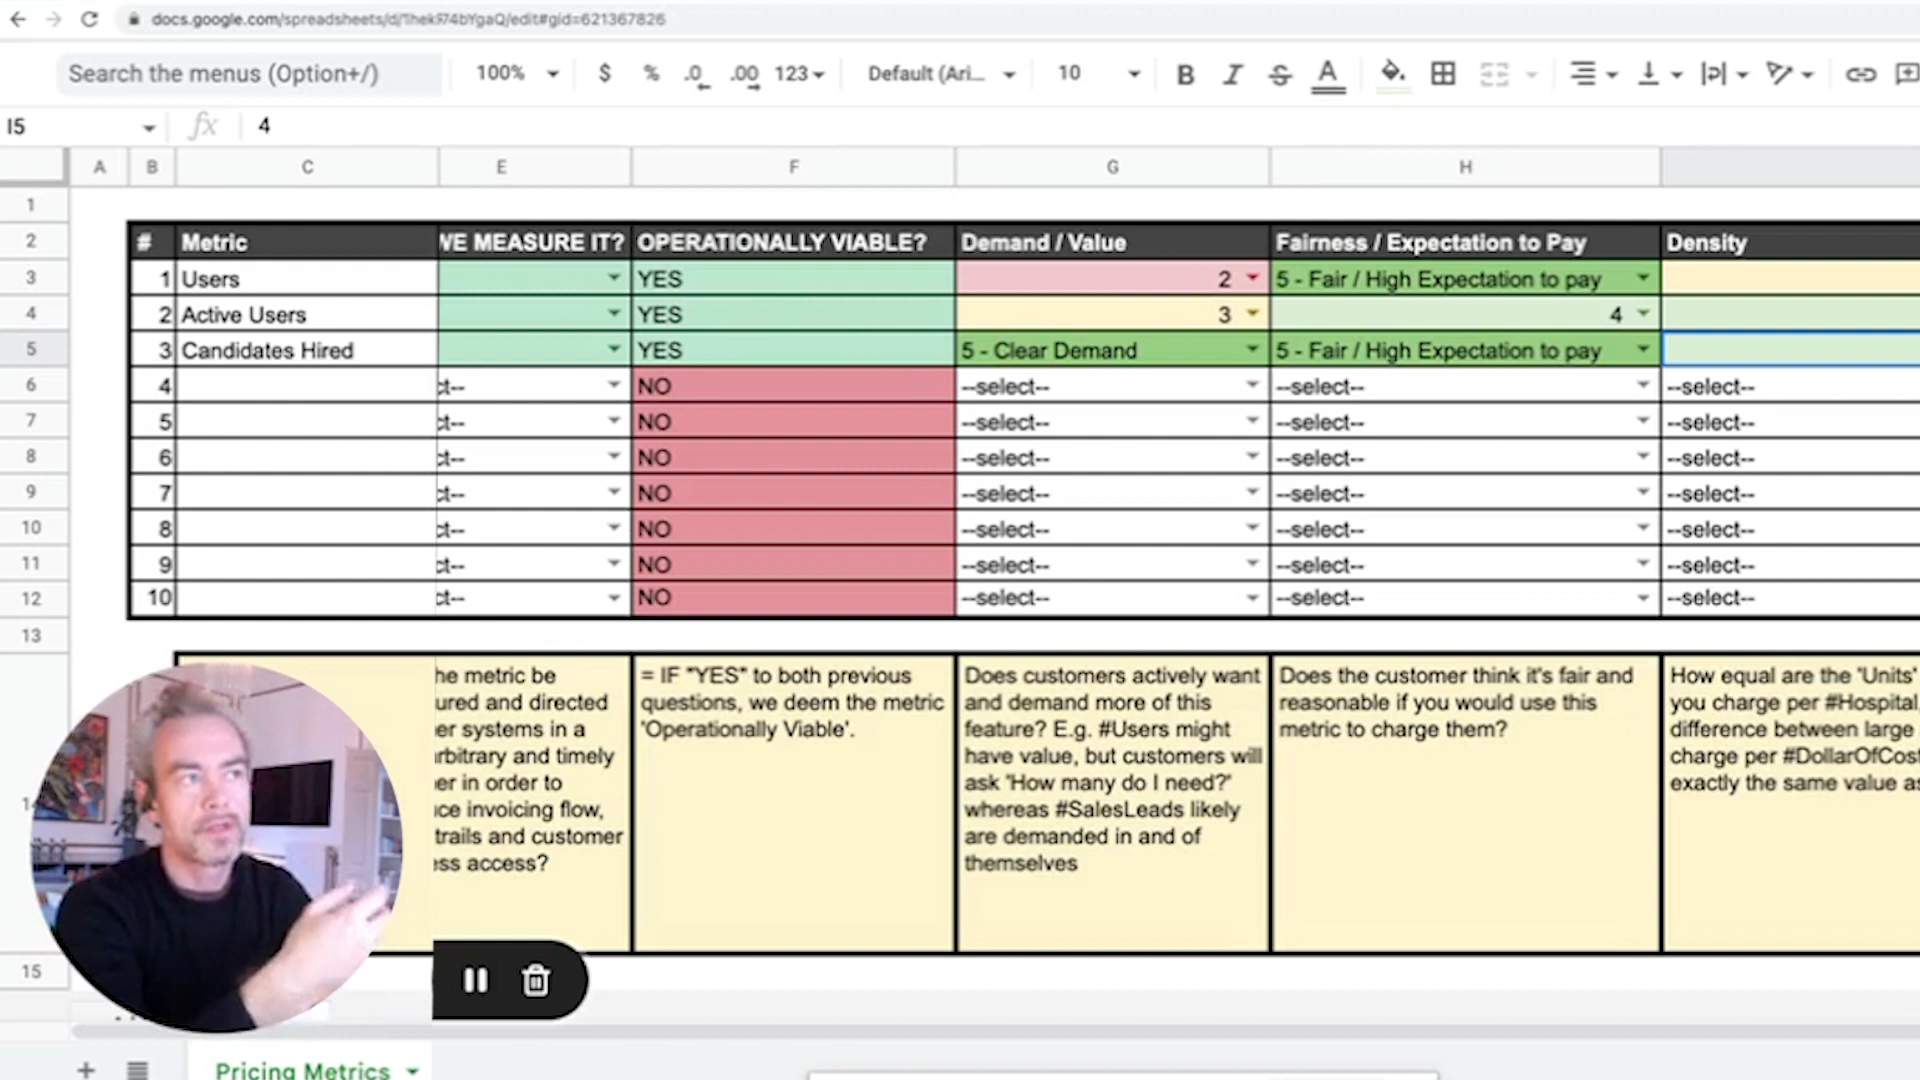 docs.google.com/spreadsheets/d/1hekR74bYgaQ/edit#gid=621367826
Search the menus (Option+/) 100% $ % .0 .00 123 Default (Ari... 10 B I S A
I5 fx 4
A B C E F G H
1
2 # Metric WE MEASURE IT? OPERATIONALLY VIABLE? Demand / Value Fairness / Expectation to Pay Density
3 1 Users YES 2 5 - Fair / High Expectation to pay
4 2 Active Users YES 3 4
5 3 Candidates Hired YES 5 - Clear Demand 5 - Fair / High Expectation to pay
6 4 ct-- NO --select-- --select-- --select--
7 5 ct-- NO --select-- --select-- --select--
8 6 ct-- NO --select-- --select-- --select--
9 7 ct-- NO --select-- --select-- --select--
10 8 ct-- NO --select-- --select-- --select--
11 9 ct-- NO --select-- --select-- --select--
12 10 ct-- NO --select-- --select-- --select--
13
he metric be
ured and directed
er systems in a
arbitrary and timely
er in order to
ce invoicing flow,
trails and customer
ess access?
= IF "YES" to both previous
questions, we deem the metric
'Operationally Viable'.
Does customers actively want
and demand more of this
feature? E.g. #Users might
have value, but customers will
ask 'How many do I need?'
whereas #SalesLeads likely
are demanded in and of
themselves
Does the customer think it's fair and
reasonable if you would use this
metric to charge them?
How equal are the 'Units'
you charge per #Hospital,
difference between large
charge per #DollarOfCost
exactly the same value as
15
Pricing Metrics